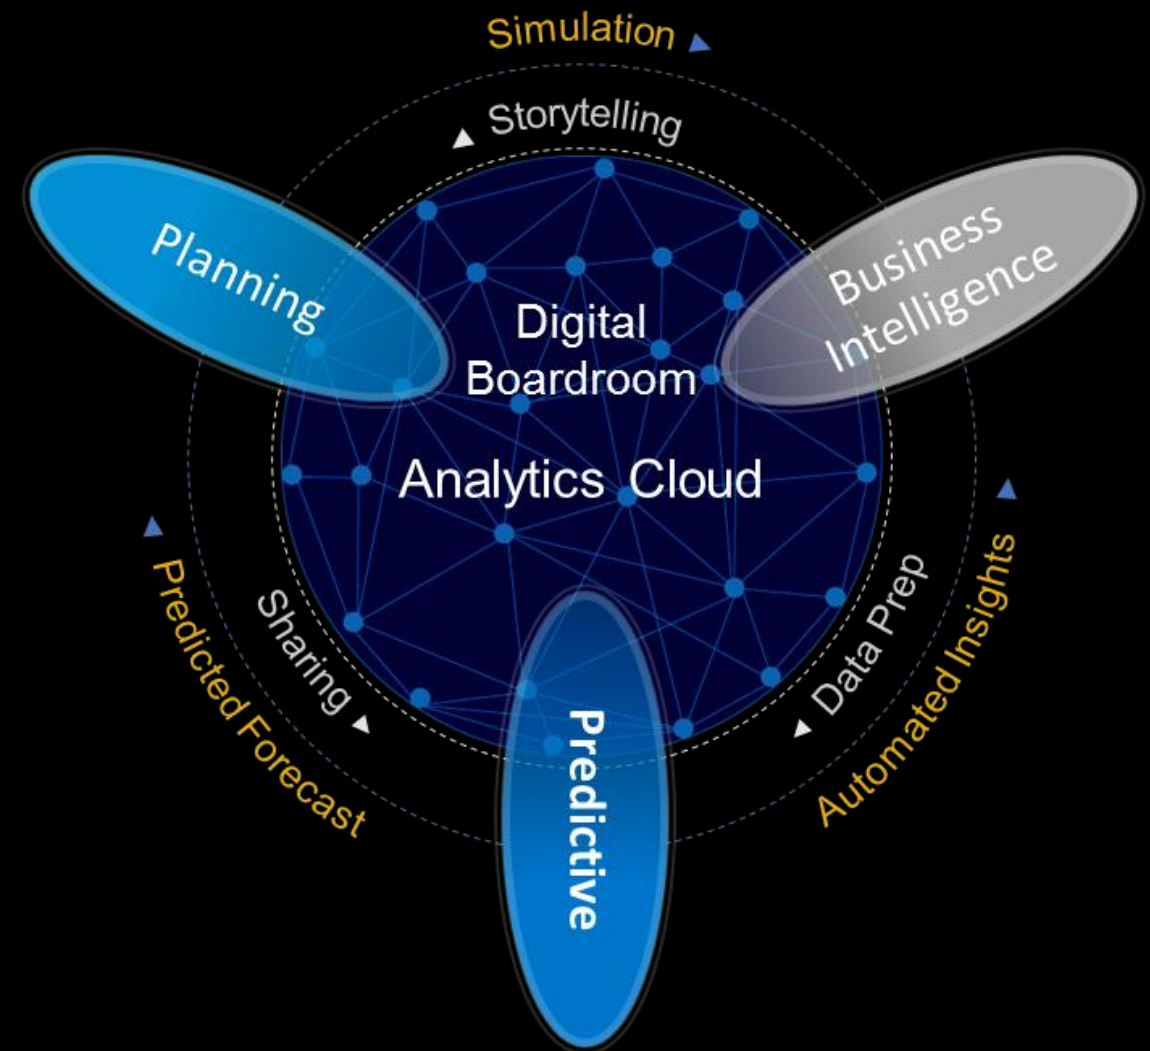 Simulation
Storytelling
Planning
Business
Intelligence
Digital
Boardroom
Analytics Cloud
Predicted Forecast
Sharing
Data Prep
Automated Insights
Predictive